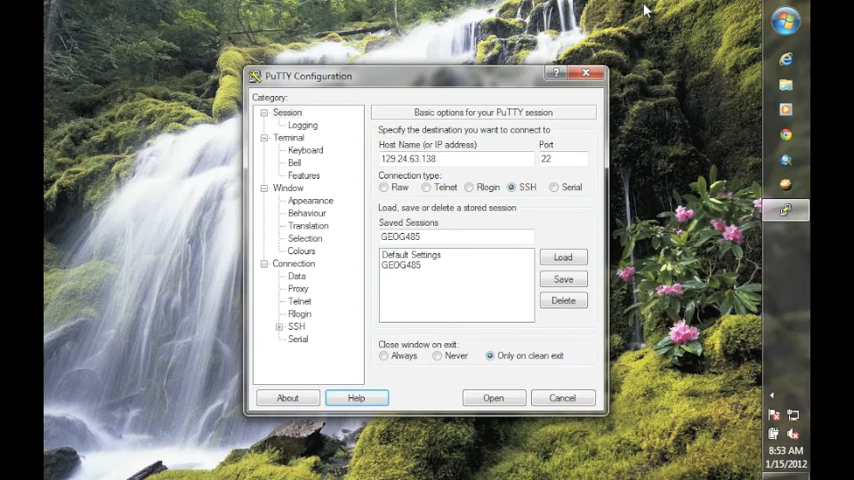 PuTTY Configuration
?
Category:
Session
Logging
Terminal
Keyboard
Bell
Features
Window
Appearance
Behaviour
Translation
Selection
Colours
Connection
Data
Proxy
Telnet
Rlogin
SSH
Serial
Basic options for your PuTTY session
Specify the destination you want to connect to
Host Name (or IP address) Port
129.24.63.138 22
Connection type:
Raw Telnet Rlogin SSH Serial
Load, save or delete a stored session
Saved Sessions
GEOG485
Default Settings
GEOG485
Load
Save
Delete
Close window on exit:
Always Never Only on clean exit
About Help Open Cancel
8:53 AM
1/15/2012